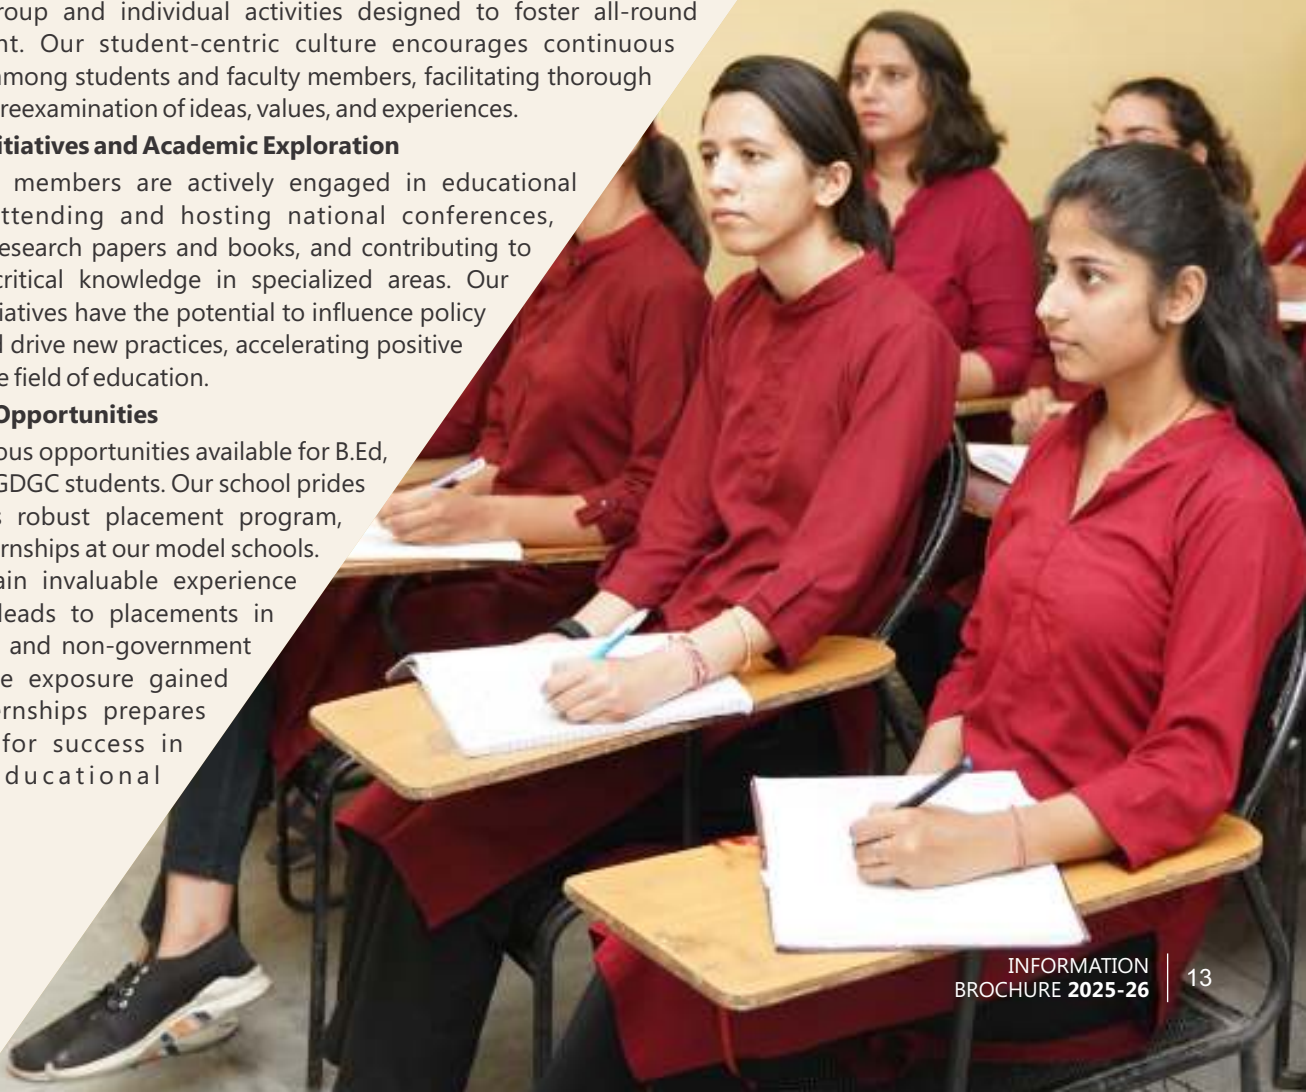 roup and individual activities designed to foster all-round
nt. Our student-centric culture encourages continuous
among students and faculty members, facilitating thorough
reexamination of ideas, values, and experiences.
itiatives and Academic Exploration
members are actively engaged in educational
ttending and hosting national conferences,
esearch papers and books, and contributing to
critical knowledge in specialized areas. Our
iatives have the potential to influence policy
d drive new practices, accelerating positive
e field of education.
Opportunities
ous opportunities available for B.Ed,
GDGC students. Our school prides
s robust placement program,
rnships at our model schools.
ain invaluable experience
leads to placements in
and non-government
e exposure gained
ernships prepares
for success in
ducational
INFORMATION
BROCHURE 2025-26
13